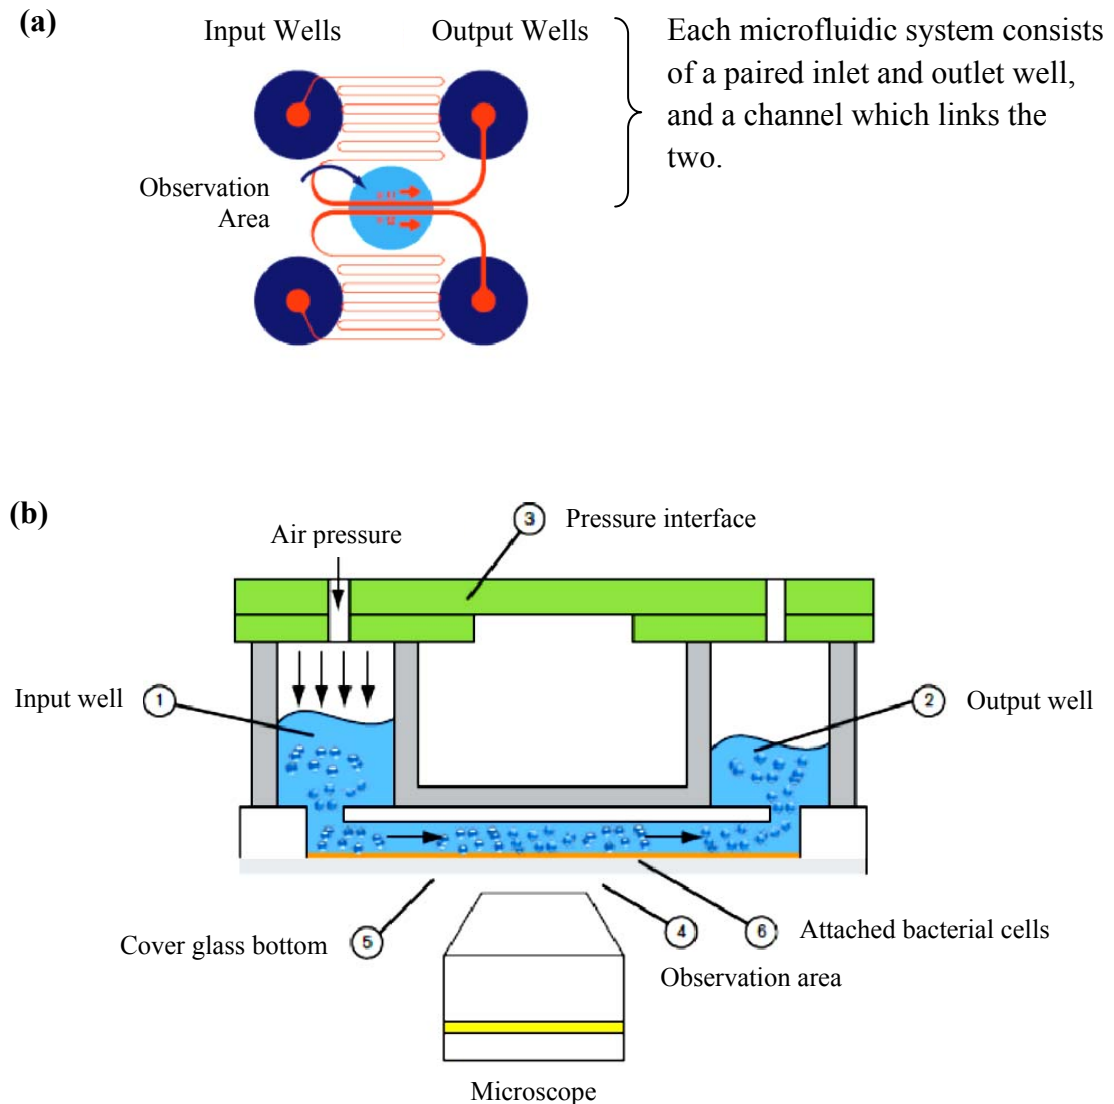 (a)
Input Wells
Output Wells
Each microfluidic system consists
of a paired inlet and outlet well,
and a channel which links the
two.
Observation
Area
(b)
3 Pressure interface
Air pressure
Input well 1
2 Output well
Cover glass bottom 5
4
6 Attached bacterial cells
Observation area
Microscope